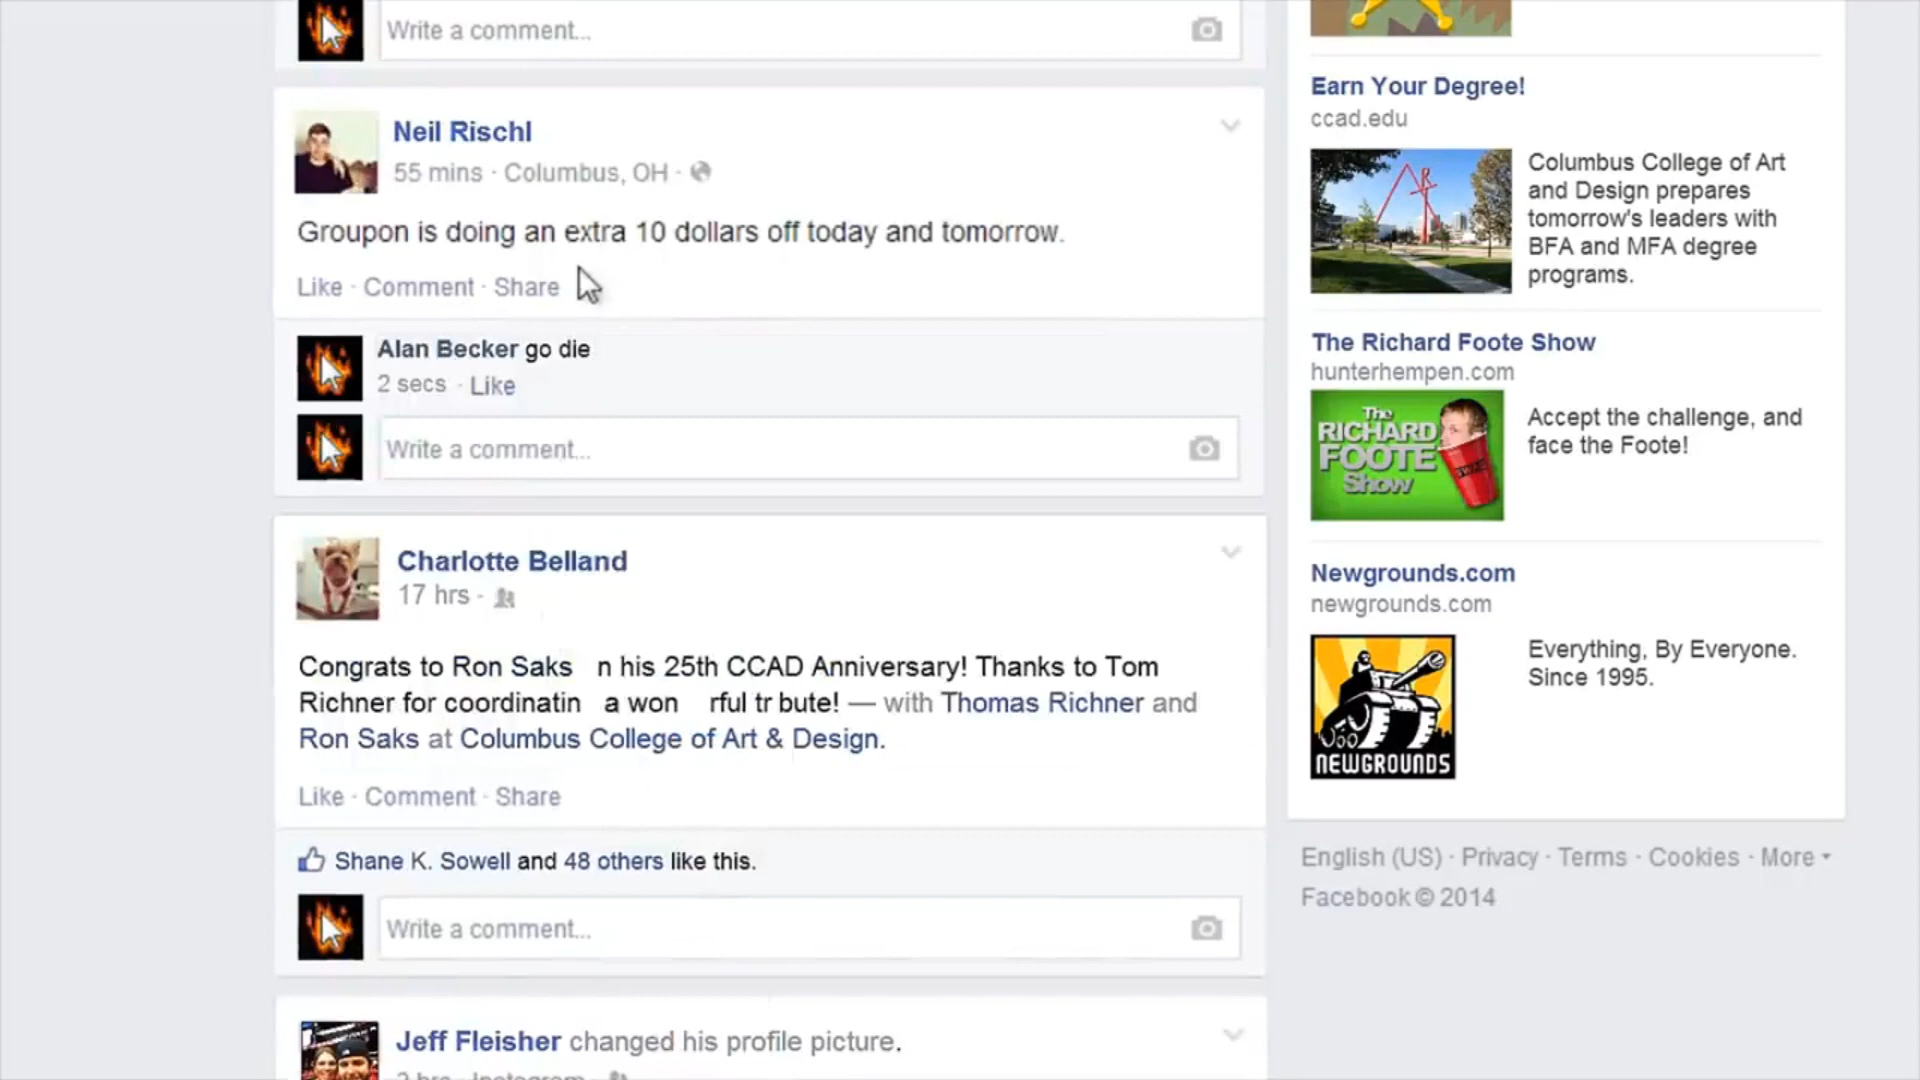 Write a comment...
Neil Rischl
55 mins · Columbus, OH ·
Groupon is doing an extra 10 dollars off today and tomorrow.
Like · Comment · Share
Alan Becker go die
2 secs · Like
Write a comment...
Charlotte Belland
17 hrs ·
Congrats to Ron Saks n his 25th CCAD Anniversary! Thanks to Tom
Richner for coordinatin a won rful tr bute! — with Thomas Richner and
Ron Saks at Columbus College of Art & Design.
Like · Comment · Share
Shane K. Sowell and 48 others like this.
Write a comment...
Jeff Fleisher changed his profile picture.
2 hrs · Instagram ·
Earn Your Degree!
ccad.edu
Columbus College of Art
and Design prepares
tomorrow's leaders with
BFA and MFA degree
programs.
The Richard Foote Show
hunterhempen.com
The
RICHARD
FOOTE
Show
Accept the challenge, and
face the Foote!
Newgrounds.com
newgrounds.com
NEWGROUNDS
Everything, By Everyone.
Since 1995.
English (US) · Privacy · Terms · Cookies · More
Facebook © 2014